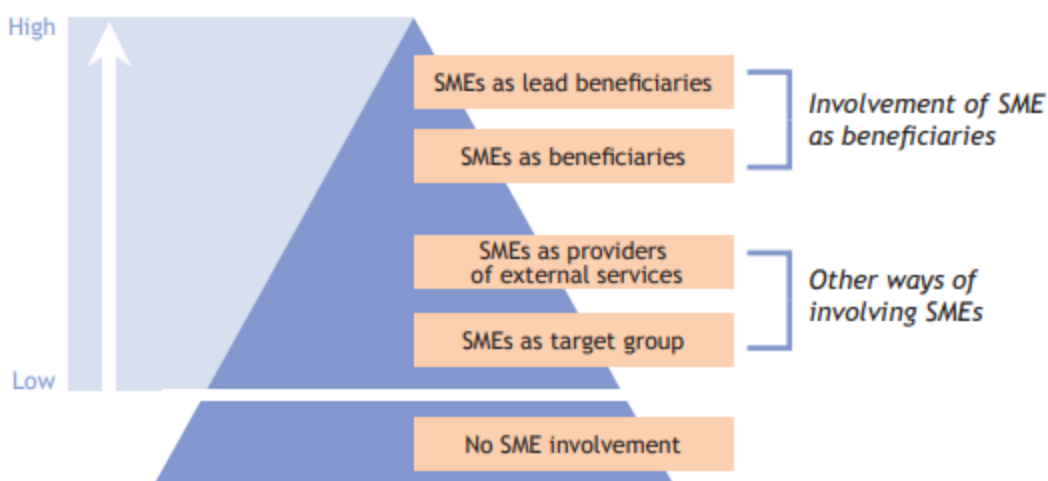 High
SMEs as lead beneficiaries
Involvement of SME
as beneficiaries
SMEs as beneficiaries
SMEs as providers
of external services
Other ways of
involving SMEs
SMEs as target group
Low
No SME involvement